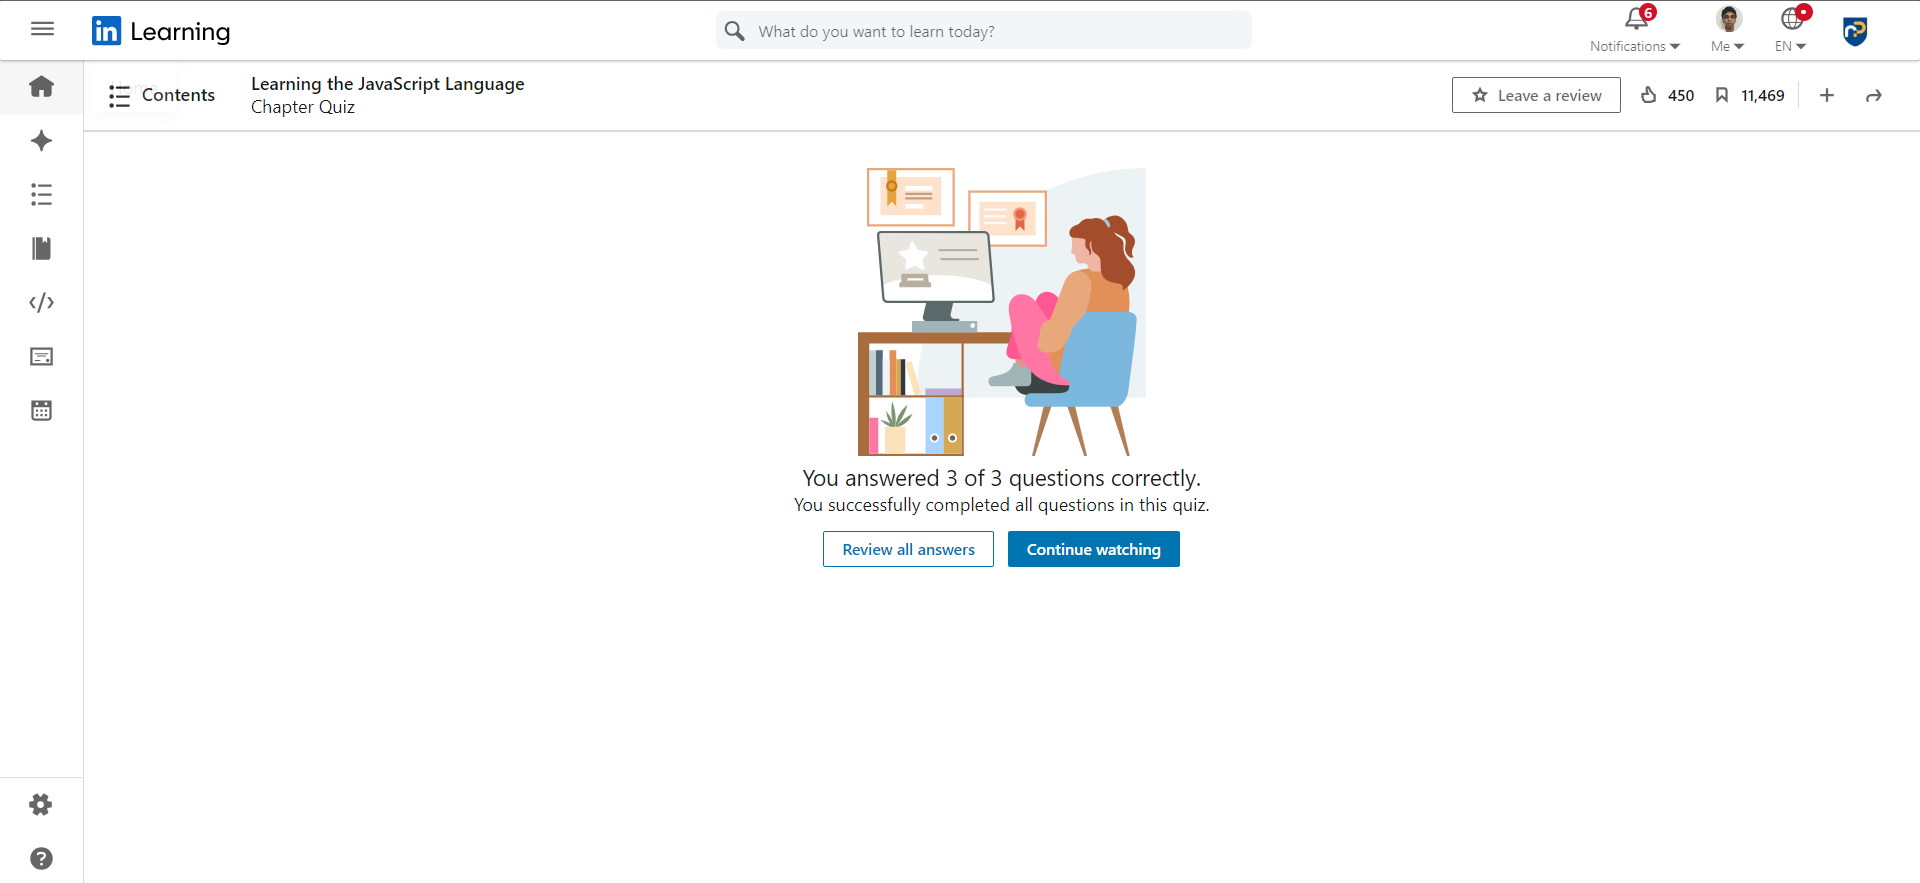 in Learning
What do you want to learn today?
6
Notifications
Me
EN
Contents
Learning the JavaScript Language
Chapter Quiz
Leave a review
450
11,469
You answered 3 of 3 questions correctly.
You successfully completed all questions in this quiz.
Review all answers
Continue watching